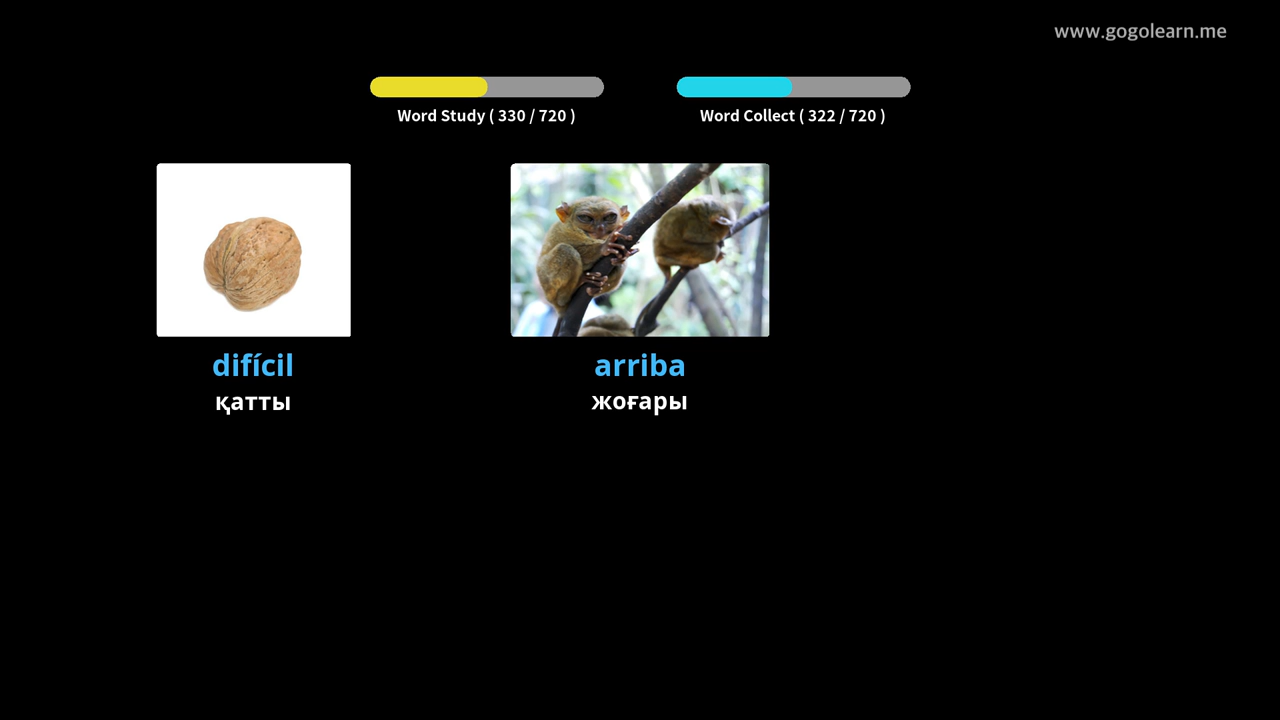 www.gogolearn.me
Word Study ( 330 / 720 )
Word Collect ( 322 / 720 )
difícil
қатты
arriba
жоғары